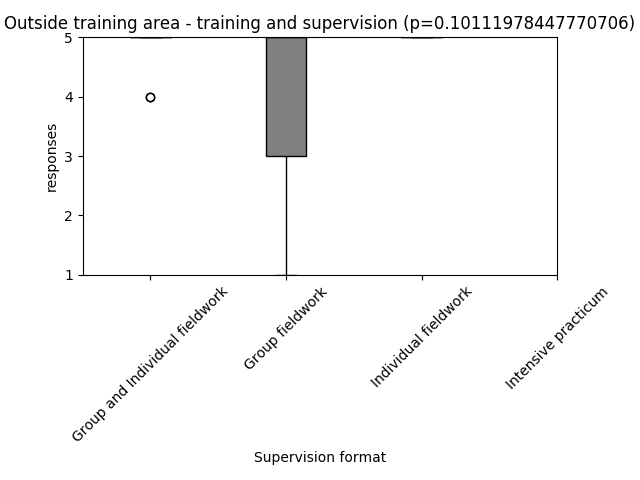 Outside training area - training and supervision (p=0.10111978447770706)
5
4
3
2
1
responses
Group and Individual fieldwork
Group fieldwork
Individual fieldwork
Intensive practicum
Supervision format